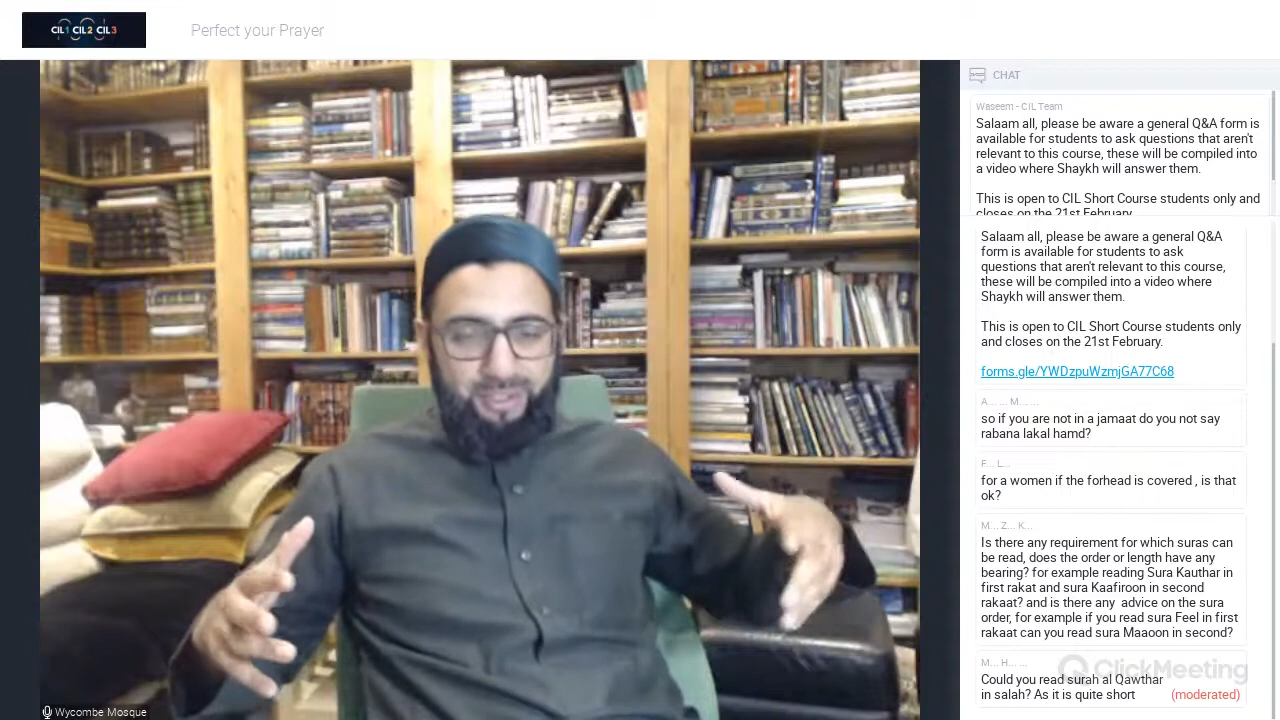 CIL1 CIL2 CIL3
Perfect your Prayer
CHAT
Waseem - CIL Team
Salaam all, please be aware a general Q&A form is
available for students to ask questions that aren't
relevant to this course, these will be compiled into
a video where Shaykh will answer them.
This is open to CIL Short Course students only and
closes on the 21st February.
Salaam all, please be aware a general Q&A
form is available for students to ask
questions that aren't relevant to this course,
these will be compiled into a video where
Shaykh will answer them.
This is open to CIL Short Course students only
and closes on the 21st February.
forms.gle/YWDzpuWzmjGA77C68
A... ... M... ...
so if you are not in a jamaat do you not say
rabana lakal hamd?
F... L...
for a women if the forhead is covered , is that
ok?
M... Z... K...
Is there any requirement for which suras can
be read, does the order or length have any
bearing? for example reading Sura Kauthar in
first rakat and sura Kaafiroon in second
rakaat? and is there any  advice on the sura
order, for example if you read sura Feel in first
rakaat can you read sura Maaoon in second?
M... H... ...
Could you read surah al Qawthar
in salah? As it is quite short
(moderated)
ClickMeeting
Wycombe Mosque